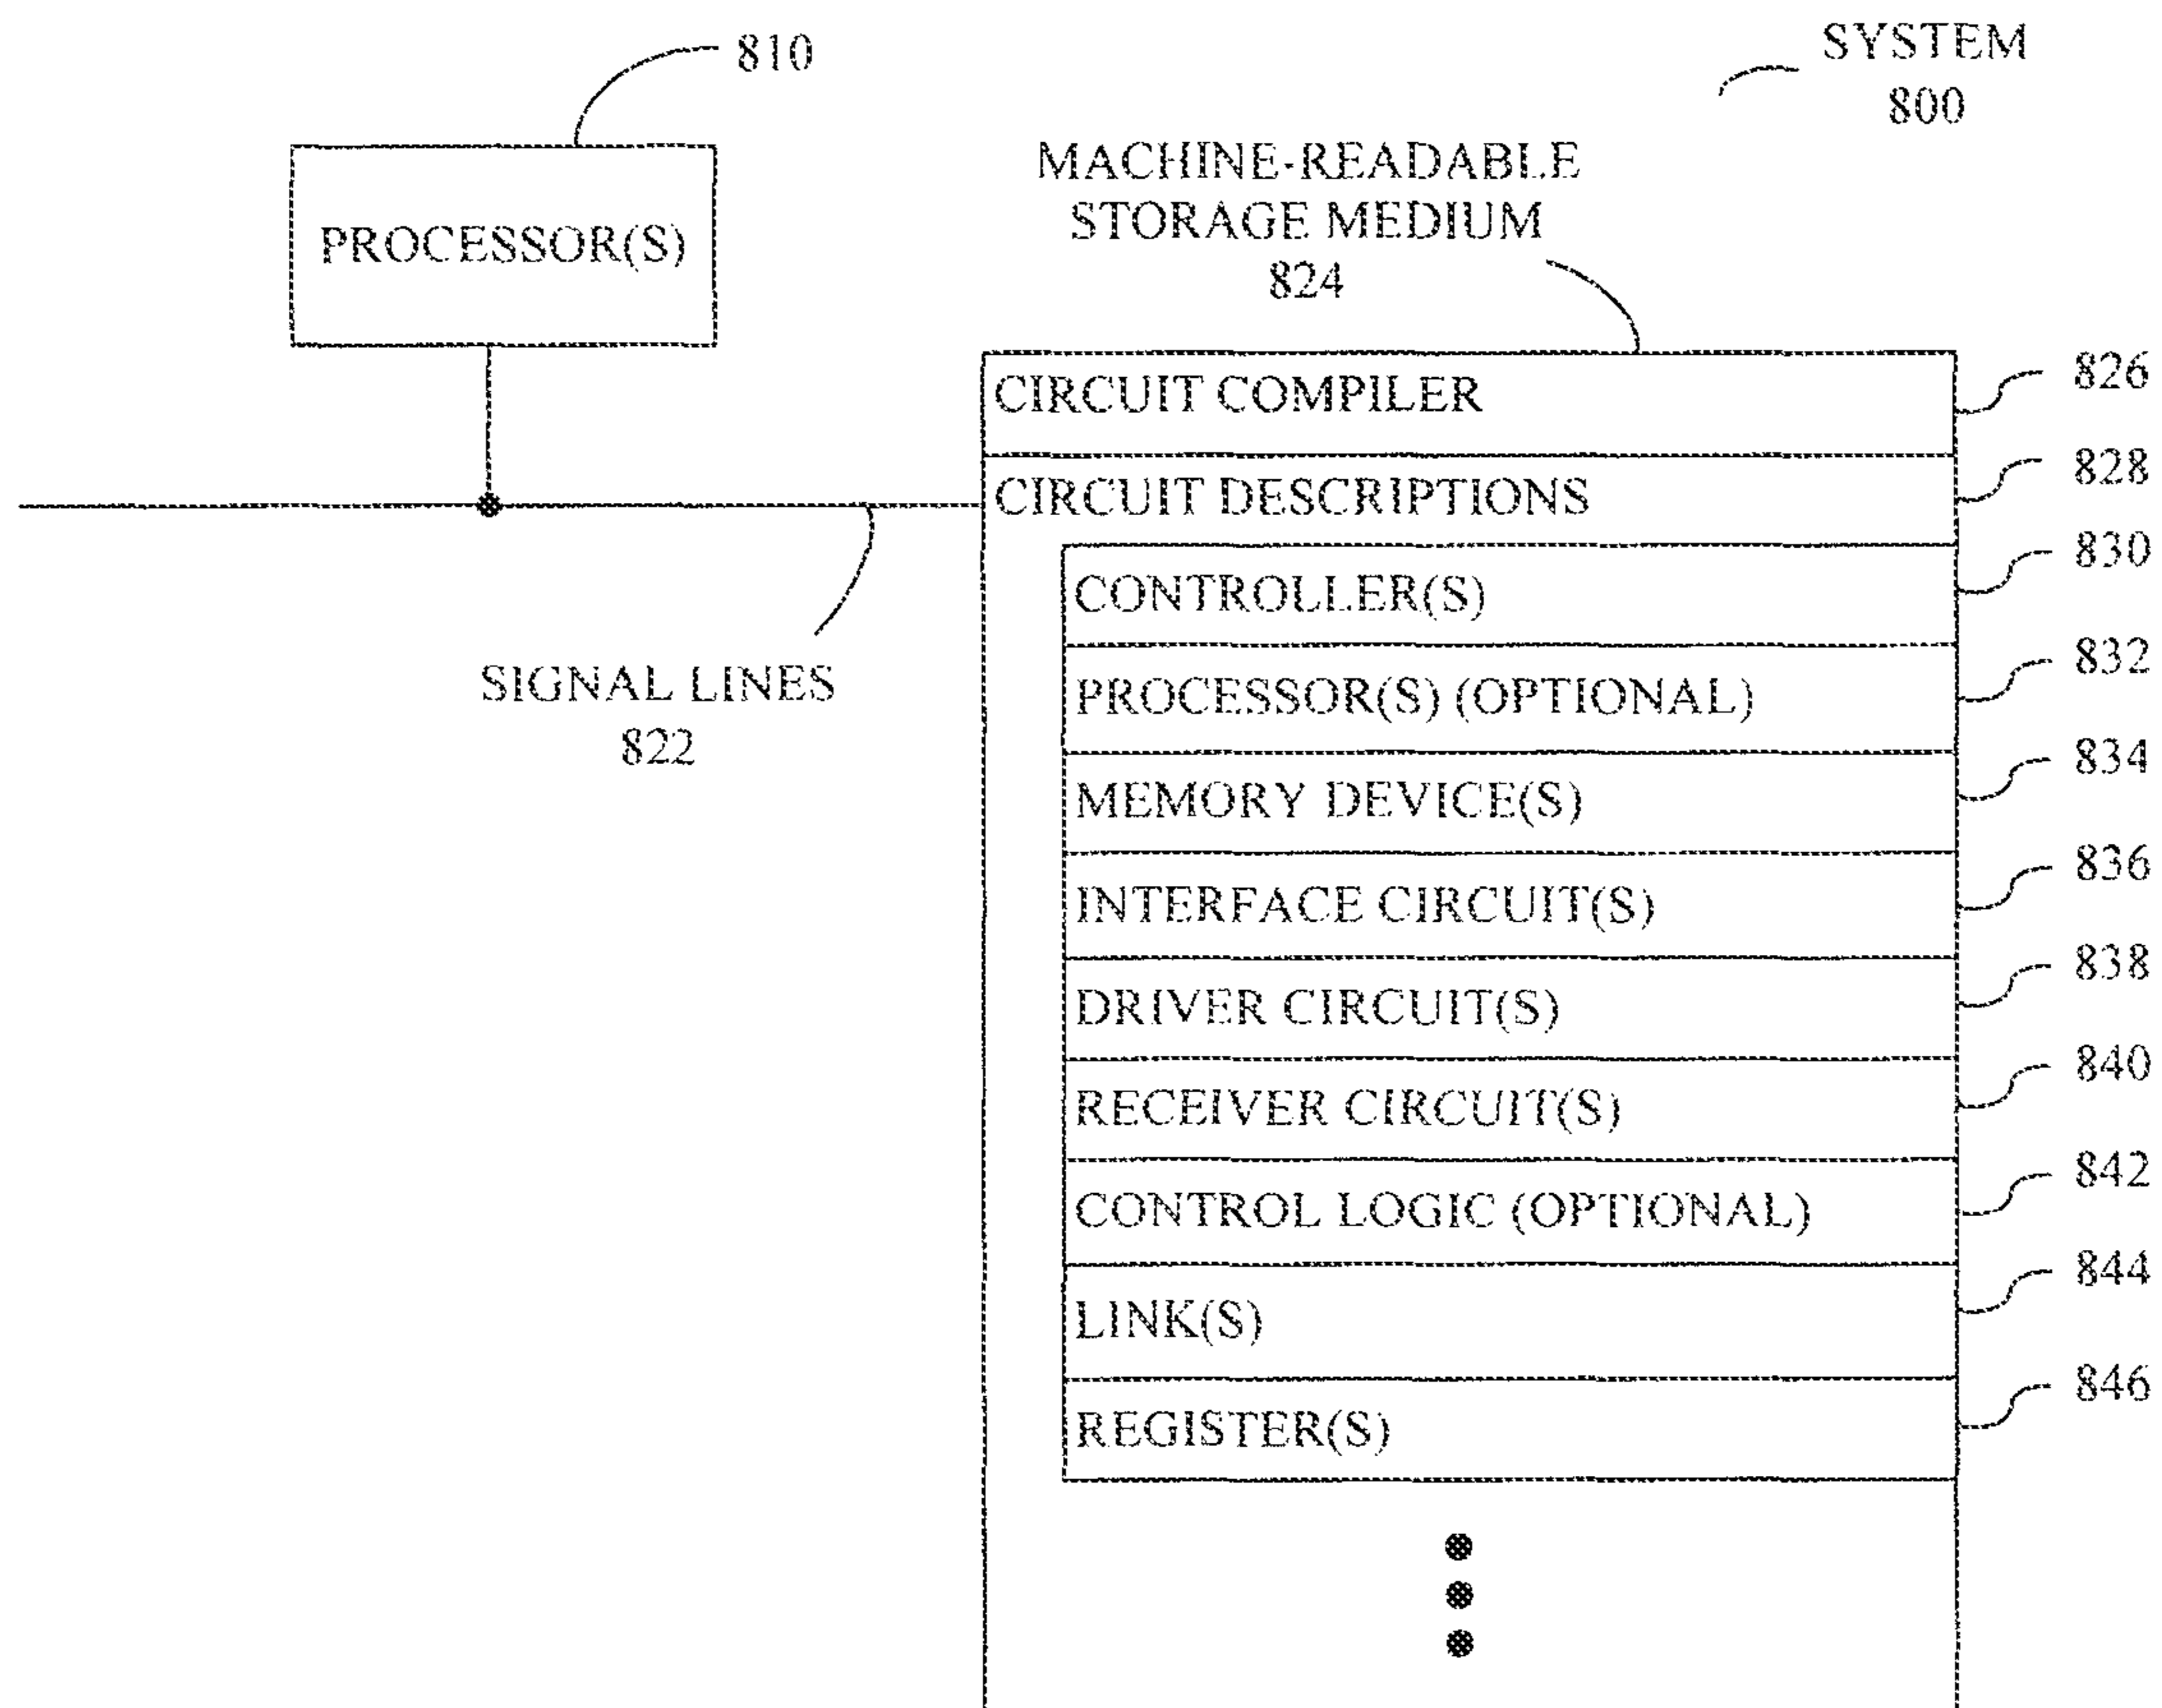 810
SYSTEM
800
PROCESSOR(S)
MACHINE-READABLE
STORAGE MEDIUM
824
CIRCUIT COMPILER
826
CIRCUIT DESCRIPTIONS
828
CONTROLLER(S)
830
SIGNAL LINES
822
PROCESSOR(S) (OPTIONAL)
832
MEMORY DEVICE(S)
834
INTERFACE CIRCUIT(S)
836
DRIVER CIRCUIT(S)
838
RECEIVER CIRCUIT(S)
840
CONTROL LOGIC (OPTIONAL)
842
LINK(S)
844
REGISTER(S)
846